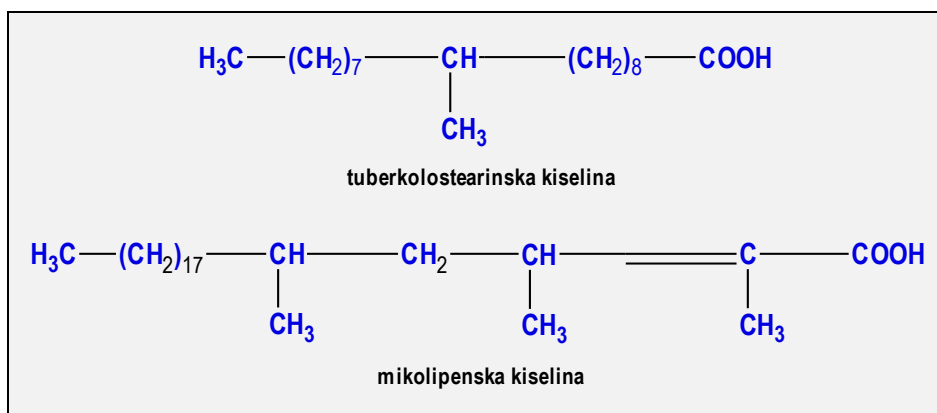 H₃C—(CH₂)₇—CH—(CH₂)₈—COOH
CH₃
tuberkolostearinska kiselina
H₃C—(CH₂)₁₇—CH—CH₂—CH—═C—COOH
CH₃ CH₃ CH₃
mikolipenska kiselina